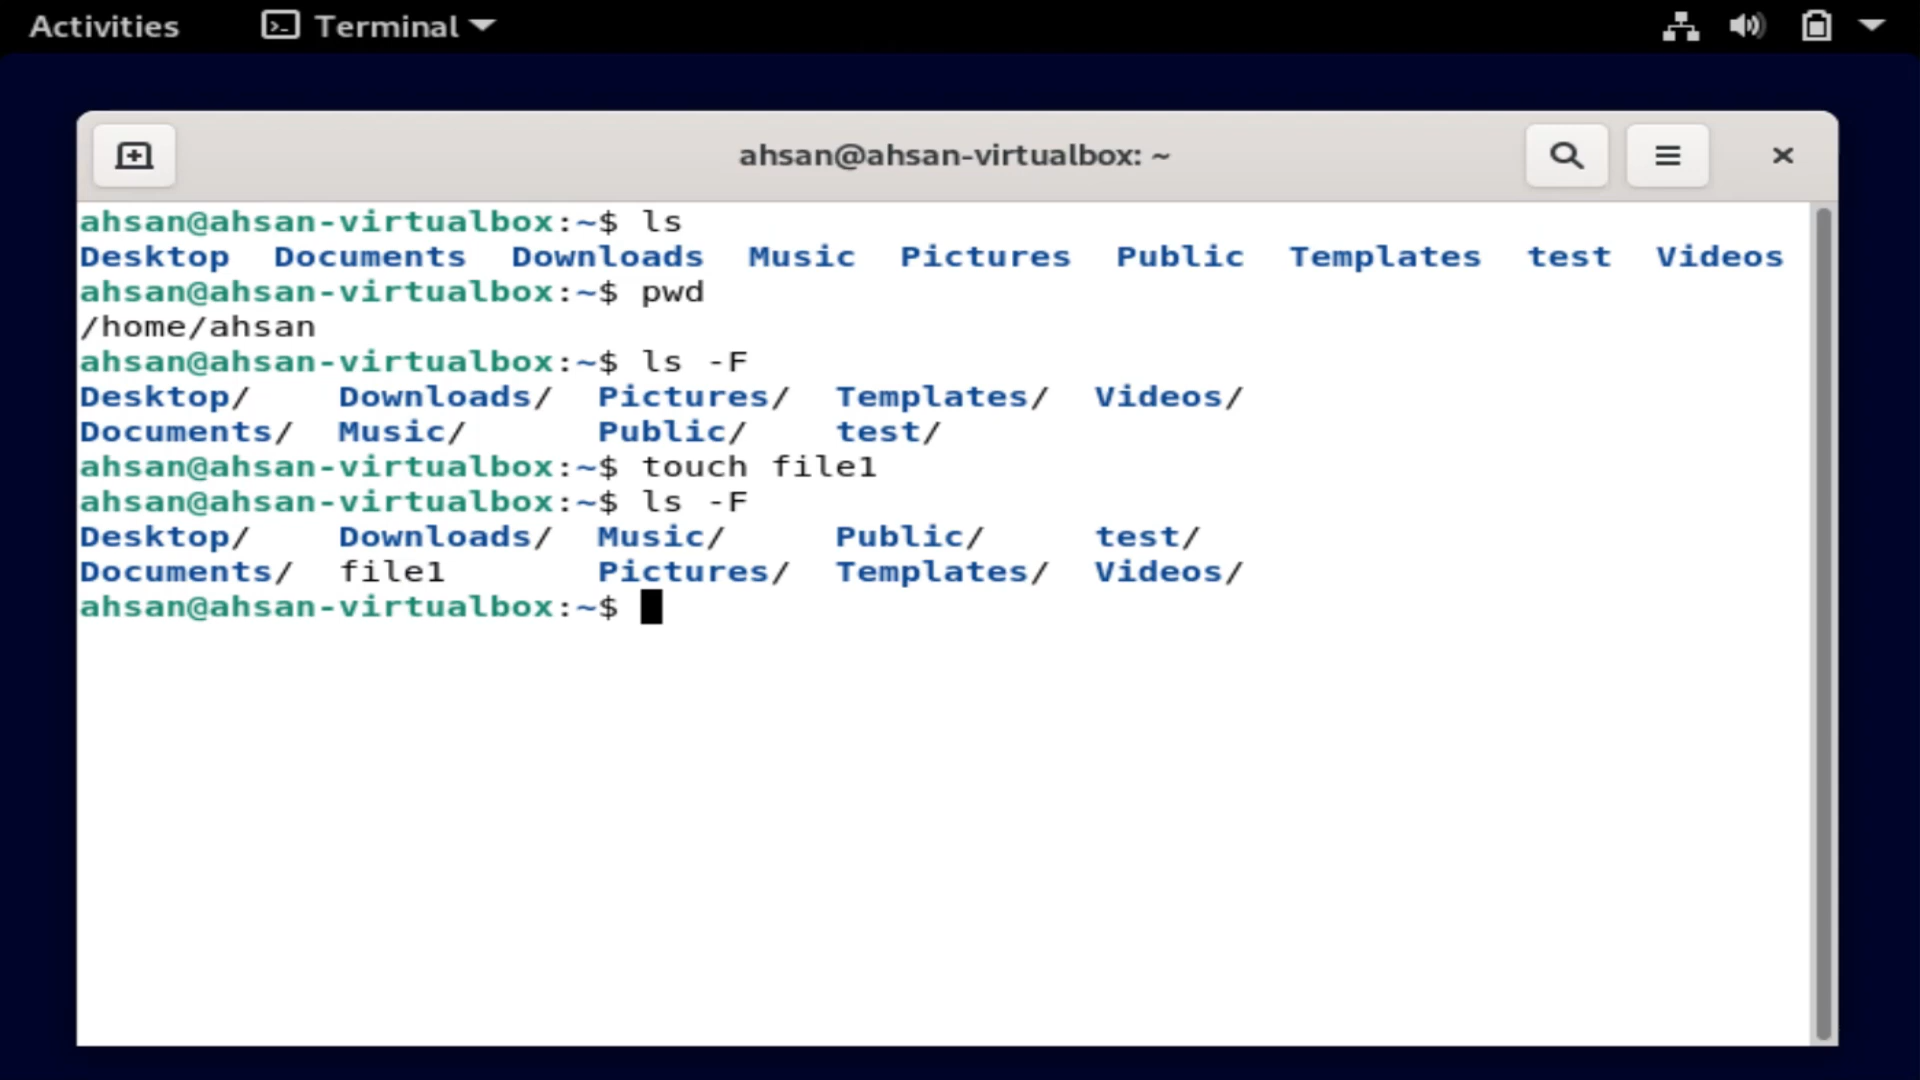 Activities Terminal
ahsan@ahsan-virtualbox: ~
ahsan@ahsan-virtualbox:~$ ls
Desktop Documents Downloads Music Pictures Public Templates test Videos
ahsan@ahsan-virtualbox:~$ pwd
/home/ahsan
ahsan@ahsan-virtualbox:~$ ls -F
Desktop/ Downloads/ Pictures/ Templates/ Videos/
Documents/ Music/ Public/ test/
ahsan@ahsan-virtualbox:~$ touch file1
ahsan@ahsan-virtualbox:~$ ls -F
Desktop/ Downloads/ Music/ Public/ test/
Documents/ file1 Pictures/ Templates/ Videos/
ahsan@ahsan-virtualbox:~$